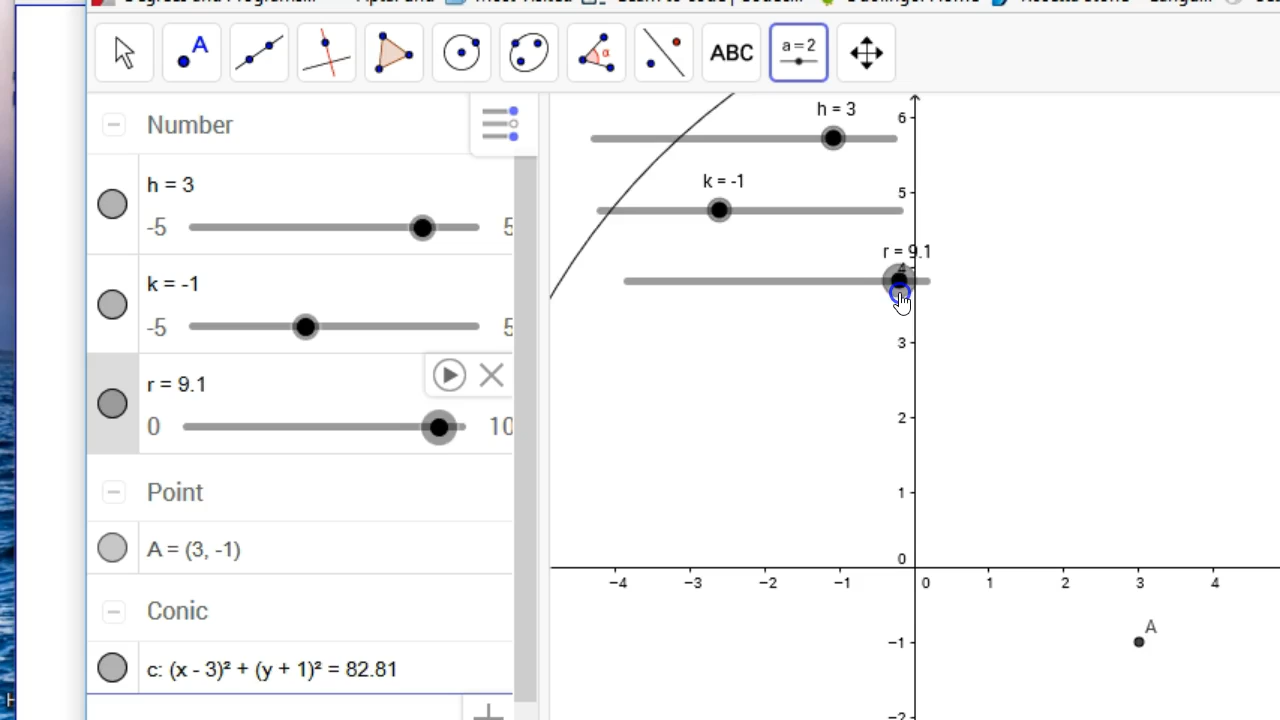 ABC
a = 2
A
α
Number
h = 3
-5
5
k = -1
-5
5
r = 9.1
0
10
Point
A = (3, -1)
Conic
c: (x - 3)² + (y + 1)² = 82.81
h = 3
k = -1
r = 9.1
6
5
4
3
2
1
0
−4 −3 −2 −1 0 1 2 3 4
A
−1
−2
H